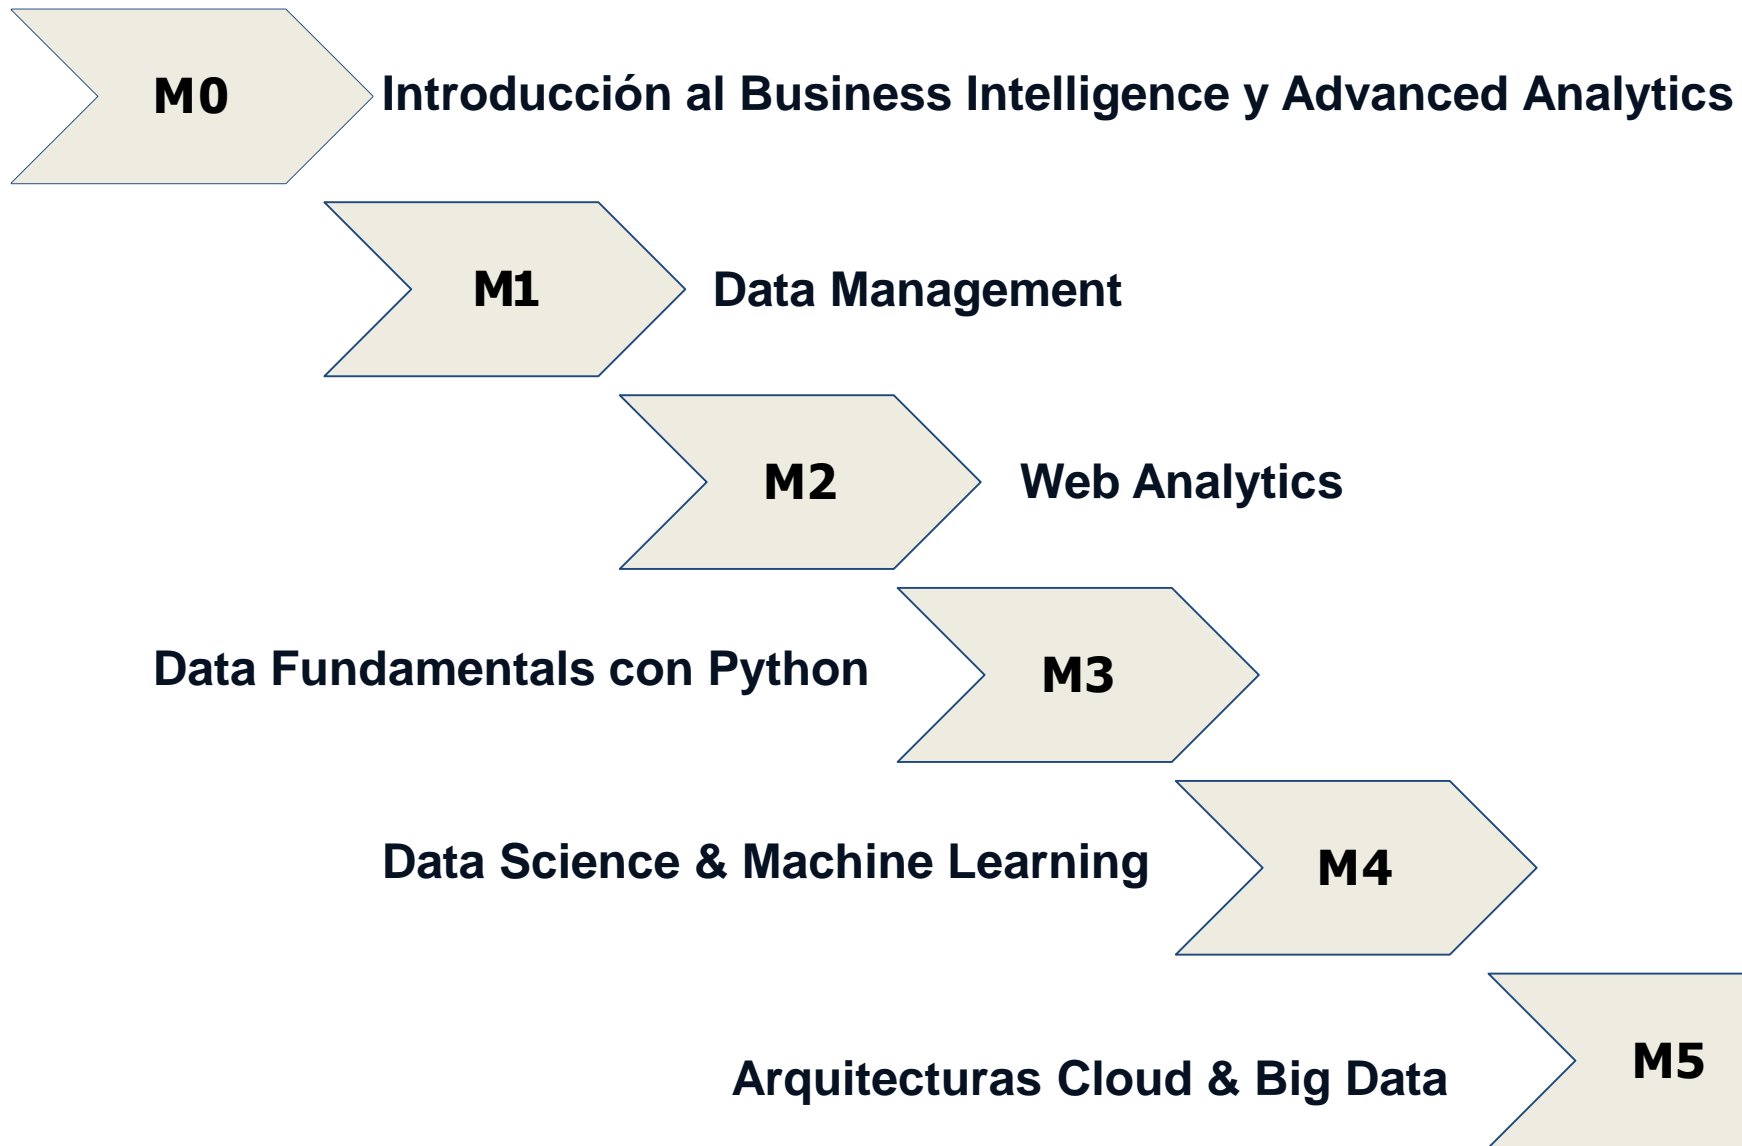 M0
Introducción al Business Intelligence y Advanced Analytics
M1
Data Management
M2
Web Analytics
Data Fundamentals con Python
M3
Data Science & Machine Learning
M4
Arquitecturas Cloud & Big Data
M5